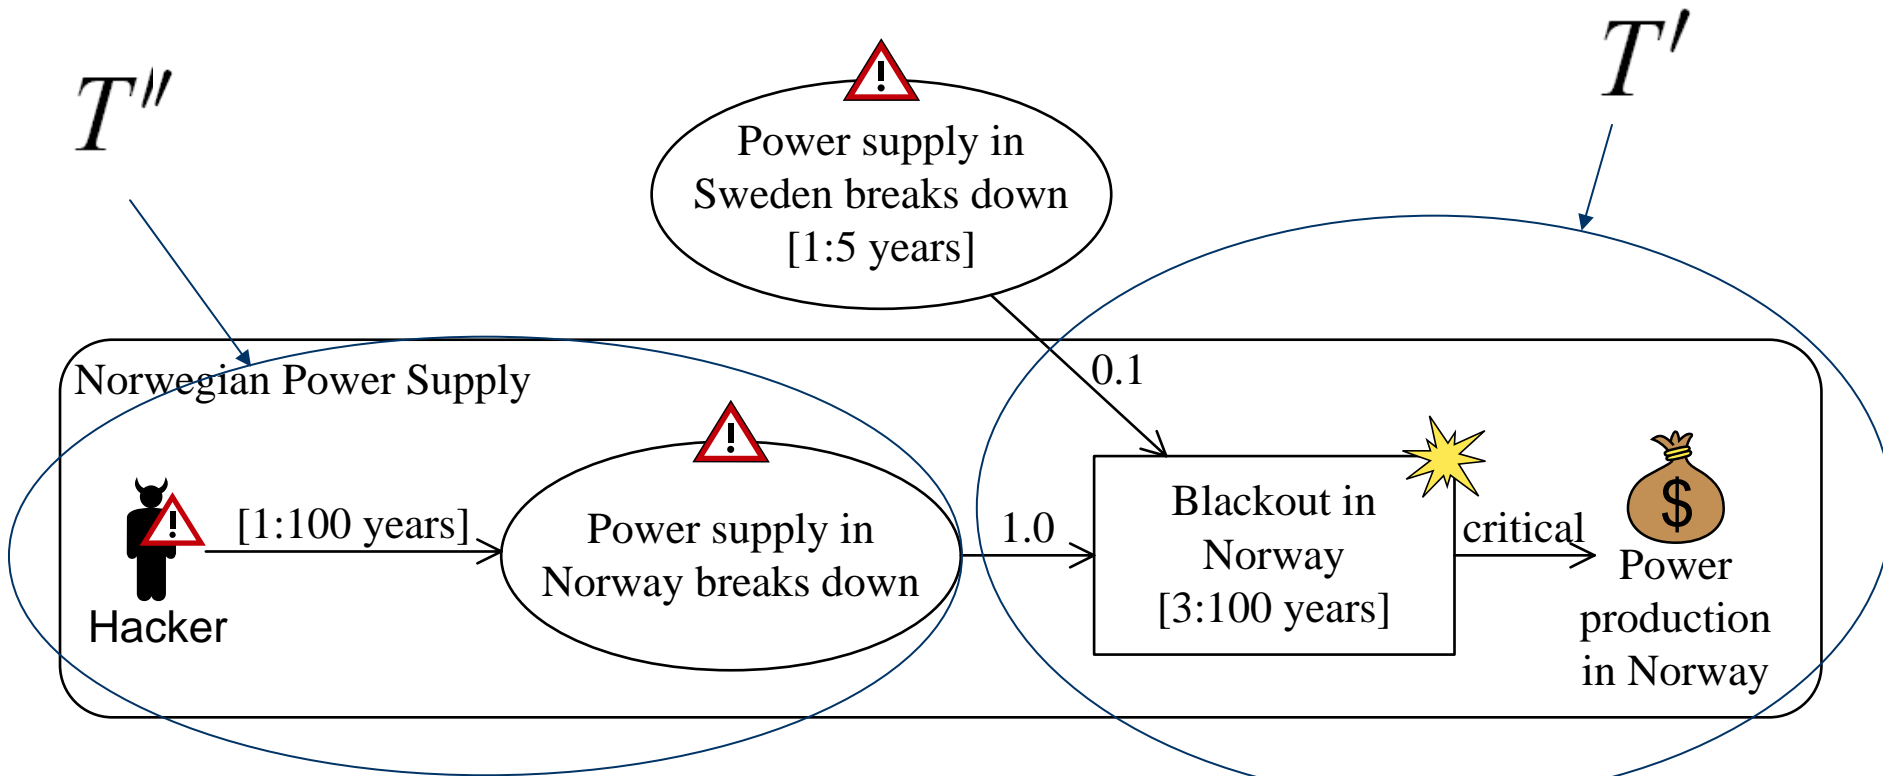 T′
T″
!
Power supply in
Sweden breaks down
[1:5 years]
Norwegian Power Supply
0.1
!
!
Hacker
[1:100 years]
Power supply in
Norway breaks down
1.0
Blackout in
Norway
[3:100 years]
critical
$
Power
production
in Norway